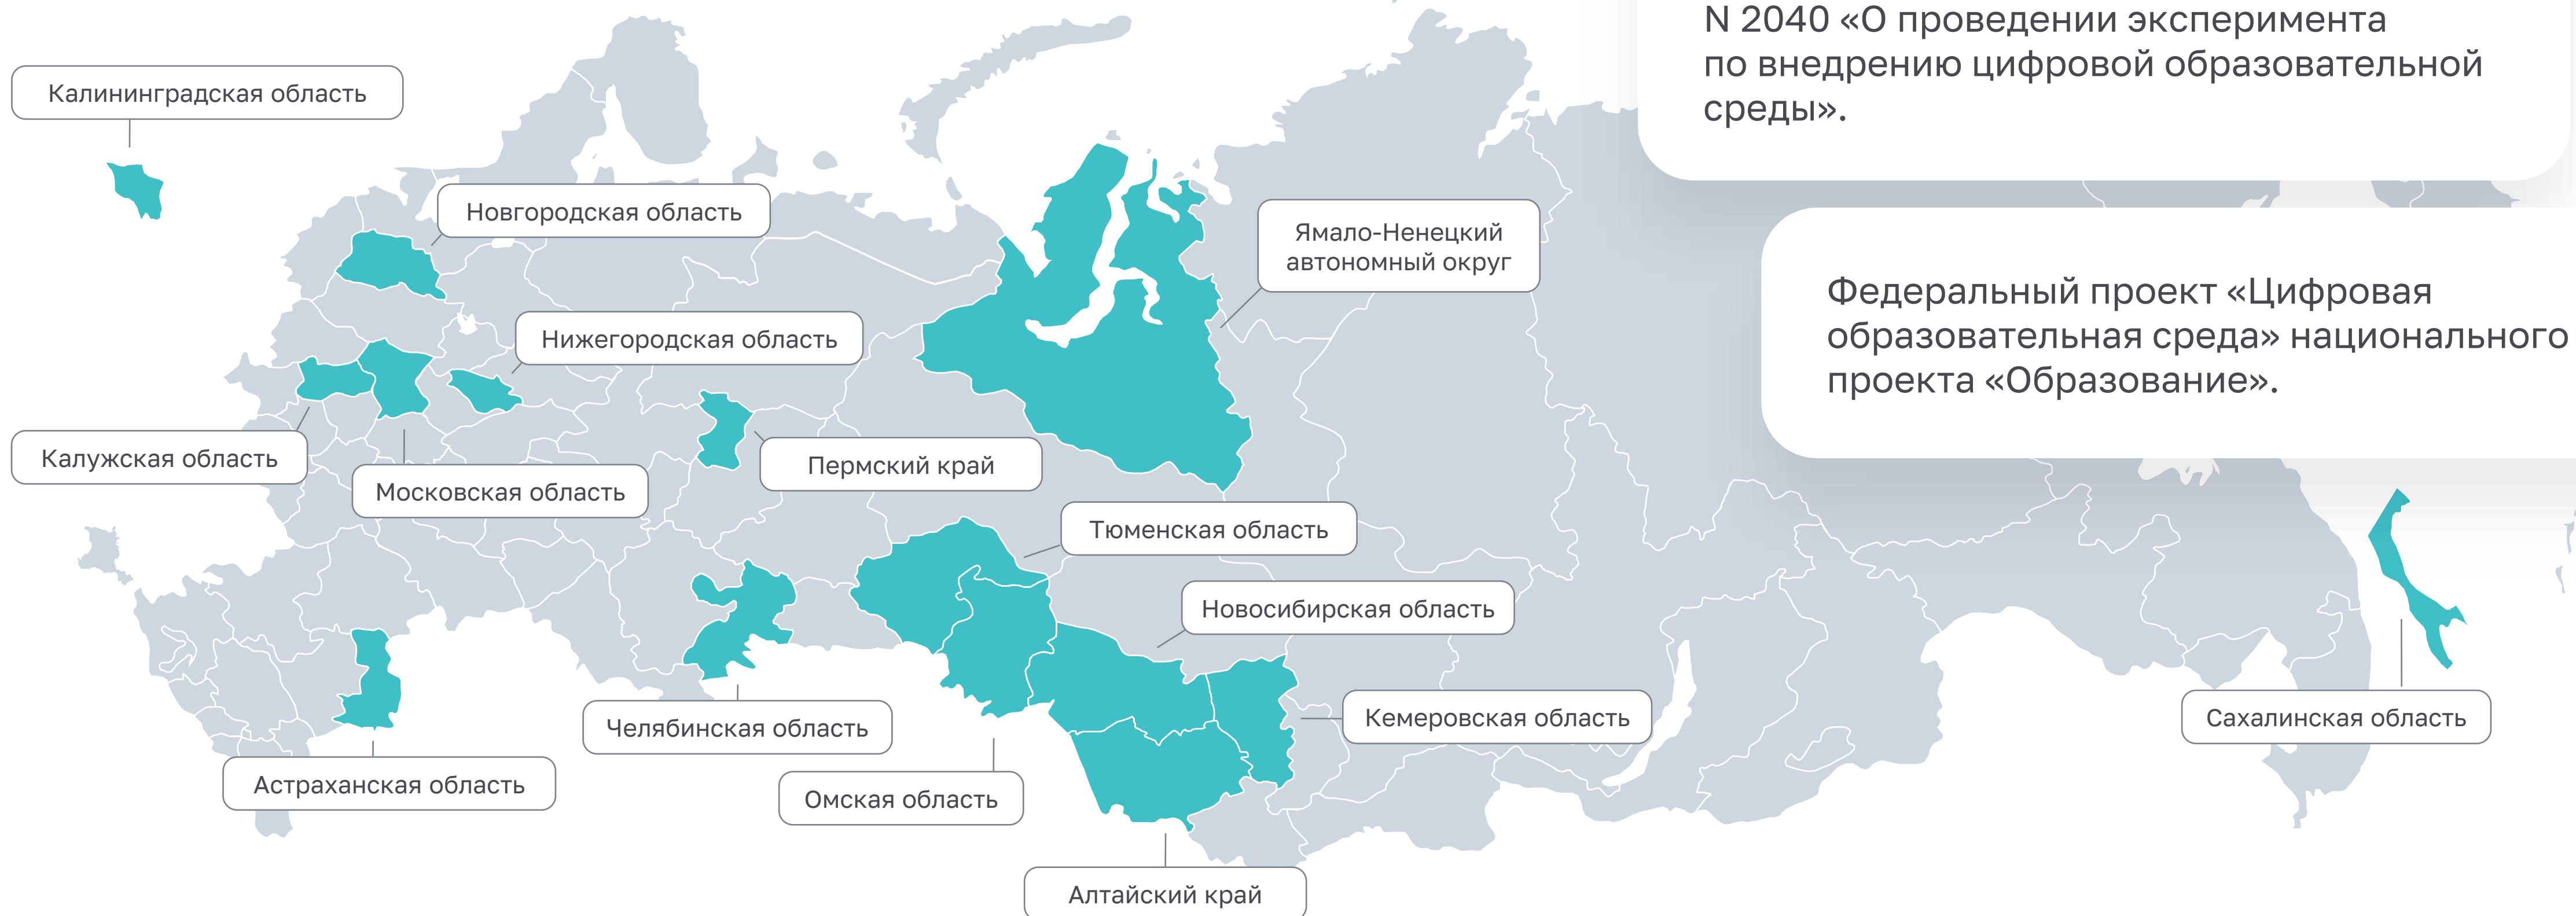 N 2040 «О проведении эксперимента
по внедрению цифровой образовательной
среды».
Калининградская область
Новгородская область
Ямало-Ненецкий
автономный округ
Федеральный проект «Цифровая
образовательная среда» национального
проекта «Образование».
Нижегородская область
Калужская область
Московская область
Пермский край
Тюменская область
Новосибирская область
Челябинская область
Кемеровская область
Сахалинская область
Астраханская область
Омская область
Алтайский край